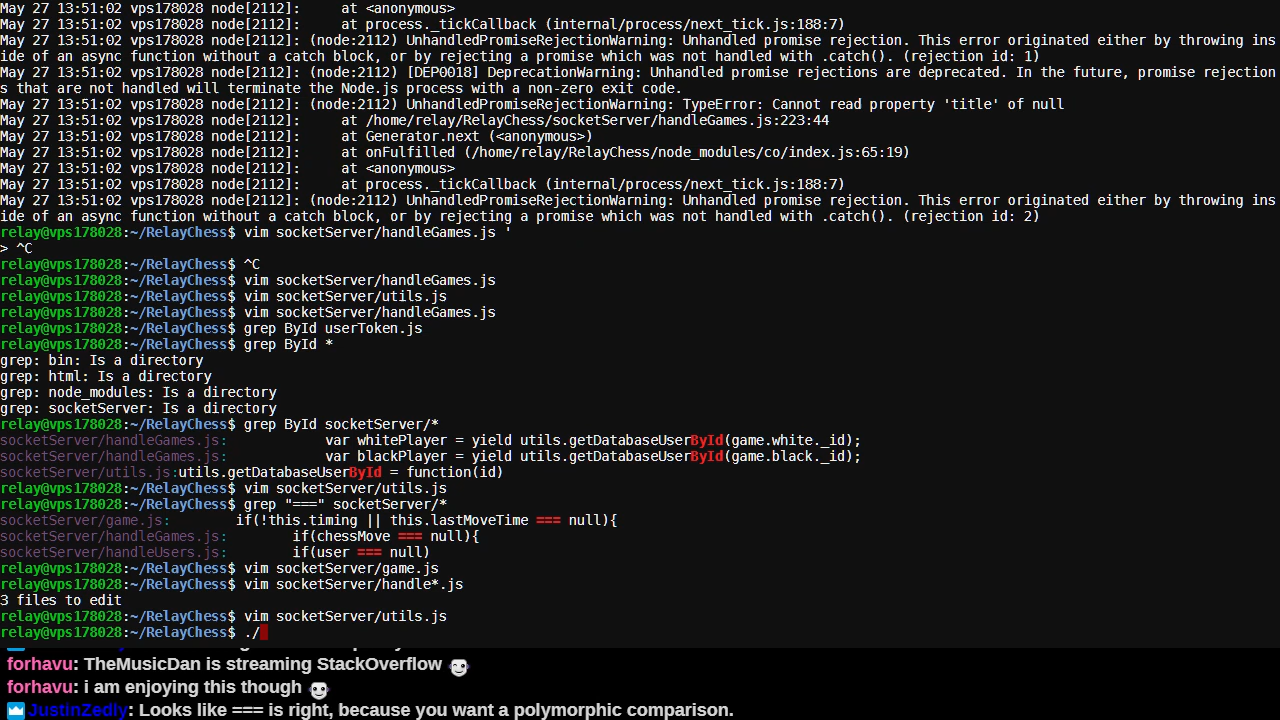 May 27 13:51:02 vps178028 node[2112]:     at <anonymous>
May 27 13:51:02 vps178028 node[2112]:     at process._tickCallback (internal/process/next_tick.js:188:7)
May 27 13:51:02 vps178028 node[2112]: (node:2112) UnhandledPromiseRejectionWarning: Unhandled promise rejection. This error originated either by throwing ins
ide of an async function without a catch block, or by rejecting a promise which was not handled with .catch(). (rejection id: 1)
May 27 13:51:02 vps178028 node[2112]: (node:2112) [DEP0018] DeprecationWarning: Unhandled promise rejections are deprecated. In the future, promise rejection
s that are not handled will terminate the Node.js process with a non-zero exit code.
May 27 13:51:02 vps178028 node[2112]: (node:2112) UnhandledPromiseRejectionWarning: TypeError: Cannot read property 'title' of null
May 27 13:51:02 vps178028 node[2112]:     at /home/relay/RelayChess/socketServer/handleGames.js:223:44
May 27 13:51:02 vps178028 node[2112]:     at Generator.next (<anonymous>)
May 27 13:51:02 vps178028 node[2112]:     at onFulfilled (/home/relay/RelayChess/node_modules/co/index.js:65:19)
May 27 13:51:02 vps178028 node[2112]:     at <anonymous>
May 27 13:51:02 vps178028 node[2112]:     at process._tickCallback (internal/process/next_tick.js:188:7)
May 27 13:51:02 vps178028 node[2112]: (node:2112) UnhandledPromiseRejectionWarning: Unhandled promise rejection. This error originated either by throwing ins
ide of an async function without a catch block, or by rejecting a promise which was not handled with .catch(). (rejection id: 2)
relay@vps178028:~/RelayChess$ vim socketServer/handleGames.js '
> ^C
relay@vps178028:~/RelayChess$ ^C
relay@vps178028:~/RelayChess$ vim socketServer/handleGames.js
relay@vps178028:~/RelayChess$ vim socketServer/utils.js
relay@vps178028:~/RelayChess$ vim socketServer/handleGames.js
relay@vps178028:~/RelayChess$ grep ById userToken.js
relay@vps178028:~/RelayChess$ grep ById *
grep: bin: Is a directory
grep: html: Is a directory
grep: node_modules: Is a directory
grep: socketServer: Is a directory
relay@vps178028:~/RelayChess$ grep ById socketServer/*
socketServer/handleGames.js:            var whitePlayer = yield utils.getDatabaseUserById(game.white._id);
socketServer/handleGames.js:            var blackPlayer = yield utils.getDatabaseUserById(game.black._id);
socketServer/utils.js:utils.getDatabaseUserById = function(id)
relay@vps178028:~/RelayChess$ vim socketServer/utils.js
relay@vps178028:~/RelayChess$ grep "===" socketServer/*
socketServer/game.js:        if(!this.timing || this.lastMoveTime === null){
socketServer/handleGames.js:        if(chessMove === null){
socketServer/handleUsers.js:        if(user === null)
relay@vps178028:~/RelayChess$ vim socketServer/game.js
relay@vps178028:~/RelayChess$ vim socketServer/handle*.js
3 files to edit
relay@vps178028:~/RelayChess$ vim socketServer/utils.js
relay@vps178028:~/RelayChess$ ./
forhavu: TheMusicDan is streaming StackOverflow
forhavu: i am enjoying this though
JustinZedly: Looks like === is right, because you want a polymorphic comparison.